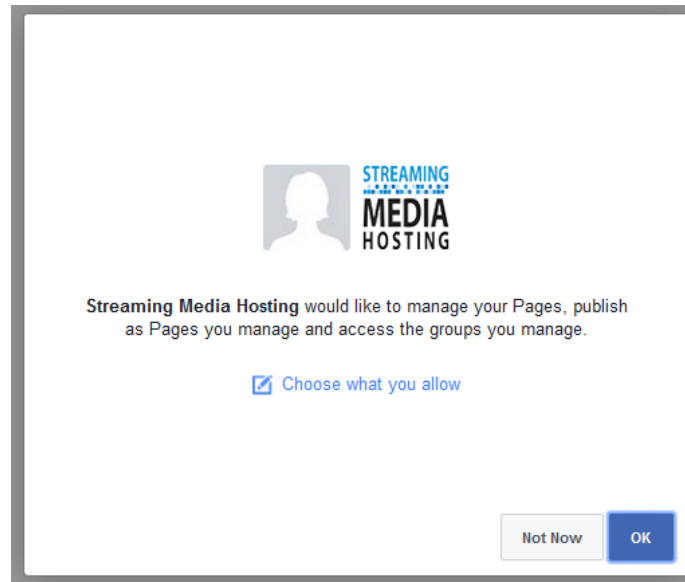 STREAMING
MEDIA
HOSTING
Streaming Media Hosting would like to manage your Pages, publish
as Pages you manage and access the groups you manage.
Choose what you allow
Not Now
OK